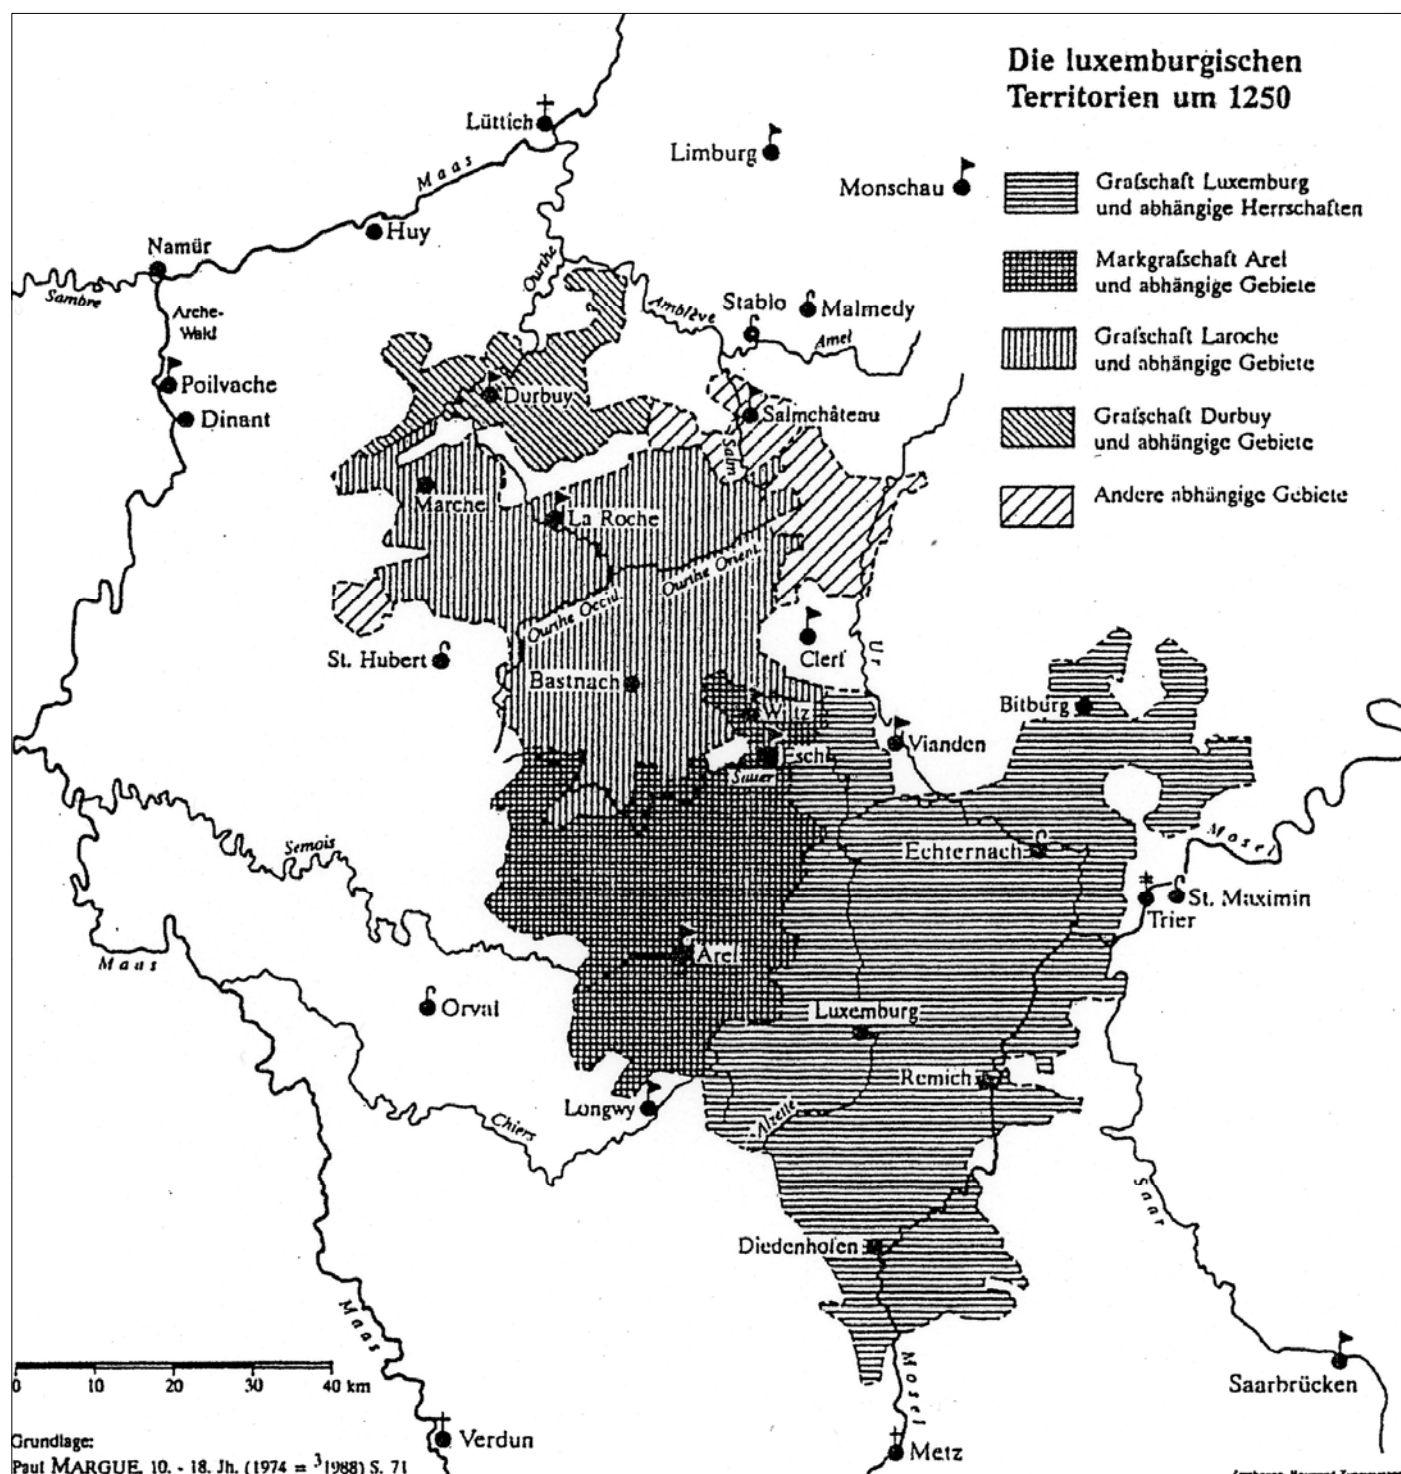 Die luxemburgischen
Territorien um 1250
Grafschaft Luxemburg
und abhängige Herrschaften
Markgrafschaft Arel
und abhängige Gebiete
Grafschaft Laroche
und abhängige Gebiete
Grafschaft Durbuy
und abhängige Gebiete
Andere abhängige Gebiete
Lüttich
Limburg
Monschau
Maas
Huy
Namür
Sambre
Ourthe
Arche-
Wald
Amblève
Stablo
Malmedy
Amel
Poilvache
Dinant
Durbuy
Salmchâteau
Salm
Marche
La Roche
Ourthe Orient.
Ourthe Occid.
St. Hubert
Clerf
Ur
Bastnach
Wiltz
Bitburg
Esch
Vianden
Sauer
Semois
Echternach
Mosel
St. Maximin
Trier
Maas
Arel
Orval
Luxemburg
Remich
Longwy
Alzette
Chiers
Saar
Diedenhofen
Maas
Mosel
Saarbrücken
0 10 20 30 40 km
Verdun
Metz
Grundlage:
Paul MARGUE, 10. - 18. Jh. (1974 = ³1988) S. 71